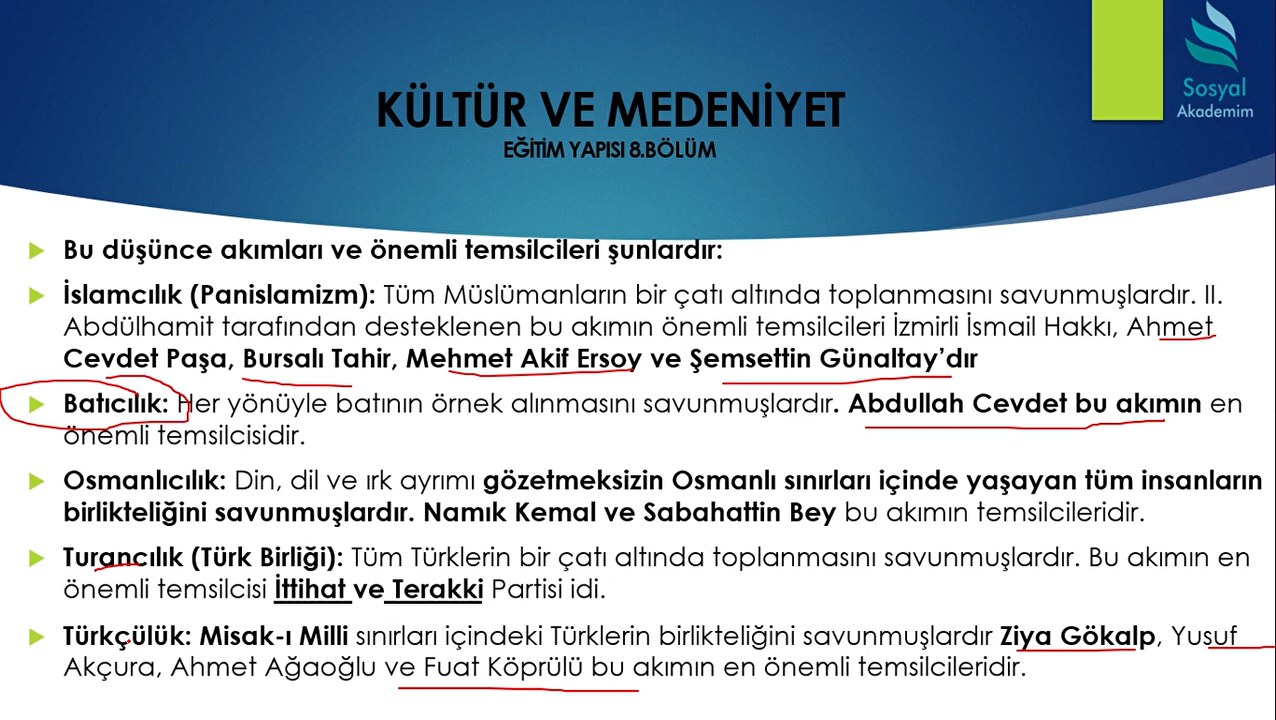 Sosyal
Akademim
KÜLTÜR VE MEDENİYET
EĞİTİM YAPISI 8.BÖLÜM
Bu düşünce akımları ve önemli temsilcileri şunlardır:
İslamcılık (Panislamizm): Tüm Müslümanların bir çatı altında toplanmasını savunmuşlardır. II.
Abdülhamit tarafından desteklenen bu akımın önemli temsilcileri İzmirli İsmail Hakkı, Ahmet
Cevdet Paşa, Bursalı Tahir, Mehmet Akif Ersoy ve Şemsettin Günaltay’dır
Batıcılık: Her yönüyle batının örnek alınmasını savunmuşlardır. Abdullah Cevdet bu akımın en
önemli temsilcisidir.
Osmanlıcılık: Din, dil ve ırk ayrımı gözetmeksizin Osmanlı sınırları içinde yaşayan tüm insanların
birlikteliğini savunmuşlardır. Namık Kemal ve Sabahattin Bey bu akımın temsilcileridir.
Turancılık (Türk Birliği): Tüm Türklerin bir çatı altında toplanmasını savunmuşlardır. Bu akımın en
önemli temsilcisi İttihat ve Terakki Partisi idi.
Türkçülük: Misak-ı Milli sınırları içindeki Türklerin birlikteliğini savunmuşlardır Ziya Gökalp, Yusuf
Akçura, Ahmet Ağaoğlu ve Fuat Köprülü bu akımın en önemli temsilcileridir.